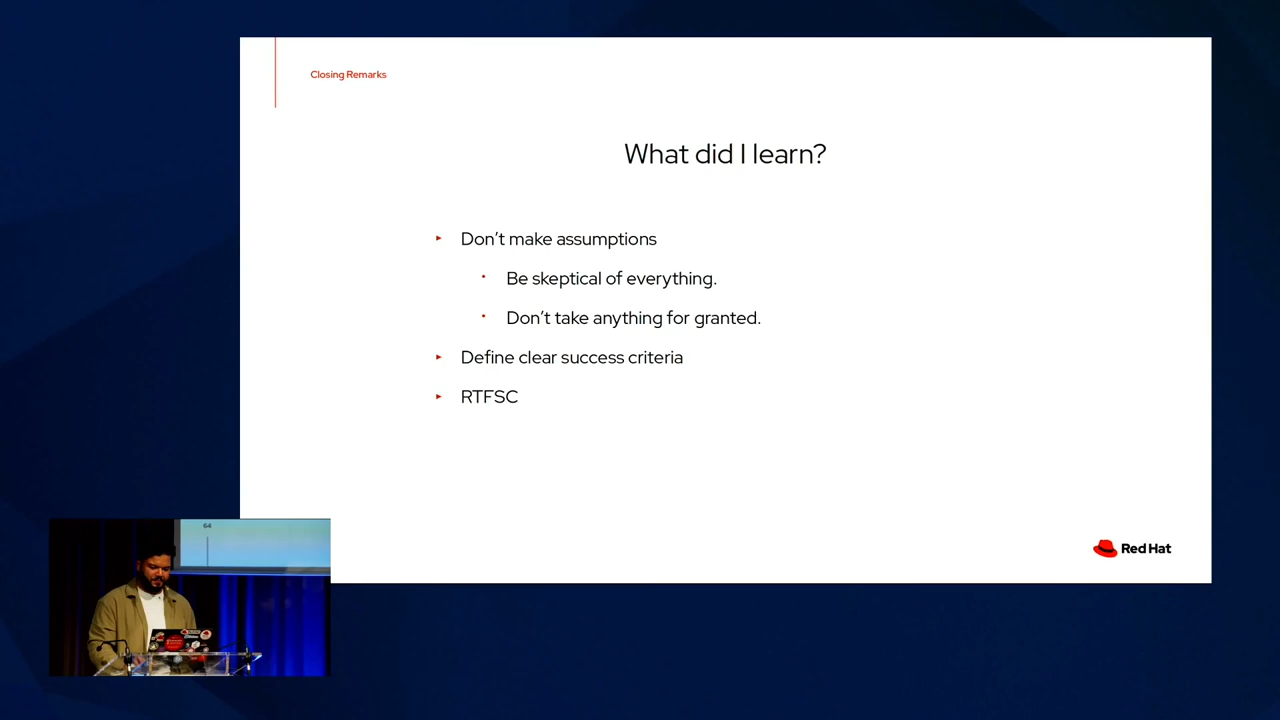 Closing Remarks
What did I learn?
Don't make assumptions
Be skeptical of everything.
Don't take anything for granted.
Define clear success criteria
RTFSC
Red Hat
64